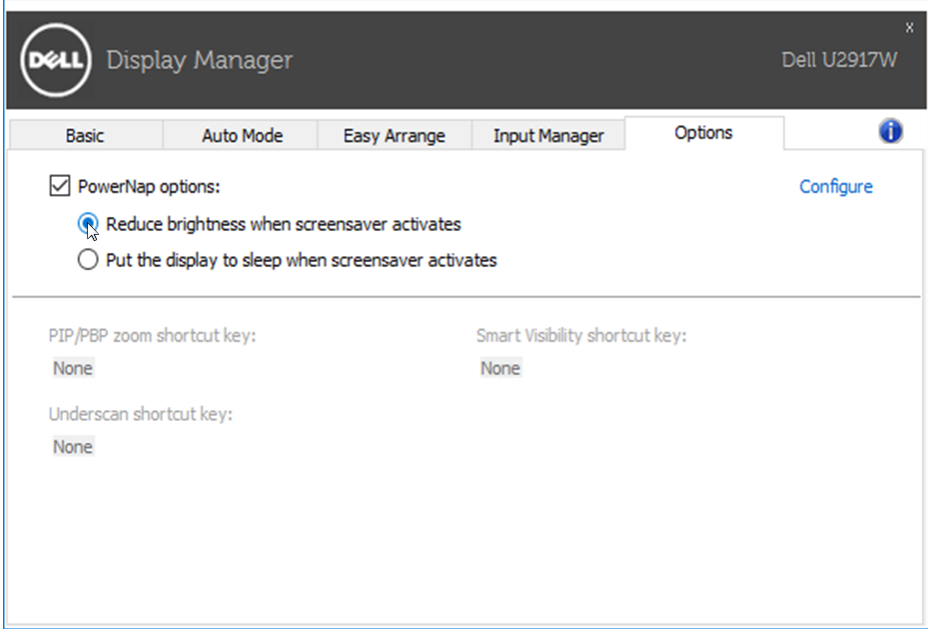 x
DELL Display Manager Dell U2917W
Basic Auto Mode Easy Arrange Input Manager Options i
PowerNap options: Configure
Reduce brightness when screensaver activates
Put the display to sleep when screensaver activates
PIP/PBP zoom shortcut key: Smart Visibility shortcut key:
None None
Underscan shortcut key:
None